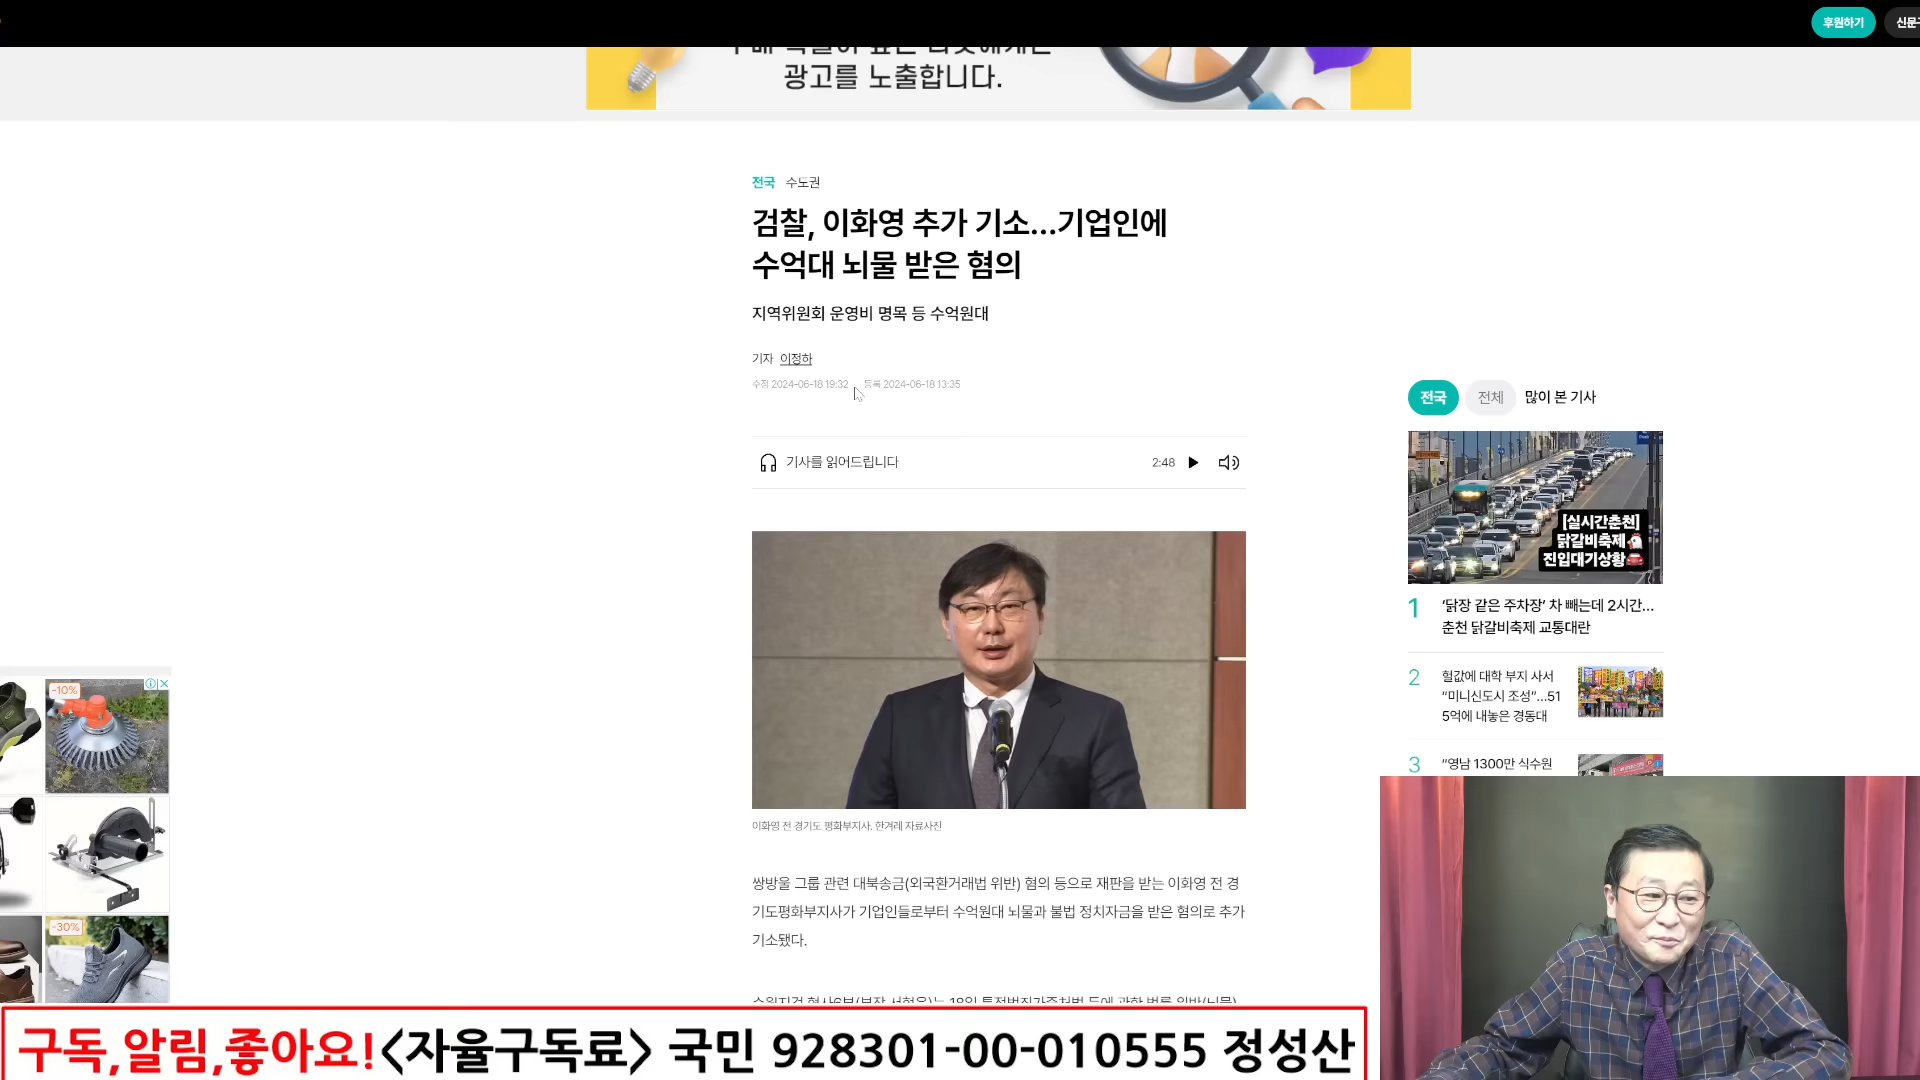 후원하기
광고를 노출합니다.
전국 수도권
검찰, 이화영 추가 기소…기업인에
수억대 뇌물 받은 혐의
지역위원회 운영비 명목 등 수억원대
기자 이정하
수정 2024-06-18 19:32 등록 2024-06-18 13:35
기사를 읽어드립니다 2:48
이화영 전 경기도 평화부지사. 한겨레 자료사진
쌍방울 그룹 관련 대북송금(외국환거래법 위반) 혐의 등으로 재판을 받는 이화영 전 경
기도평화부지사가 기업인들로부터 수억원대 뇌물과 불법 정치자금을 받은 혐의로 추가
기소됐다.
전국 전체 많이 본 기사
[실시간춘천]
닭갈비축제
진입대기상황
1 ‘닭장 같은 주차장’ 차 빼는데 2시간…
춘천 닭갈비축제 교통대란
2 헐값에 대학 부지 사서
“미니신도시 조성”…51
5억에 내놓은 경동대
3 “영남 1300만 식수원
-10%
-30%
구독,알림,좋아요!<자율구독료> 국민 928301-00-010555 정성산